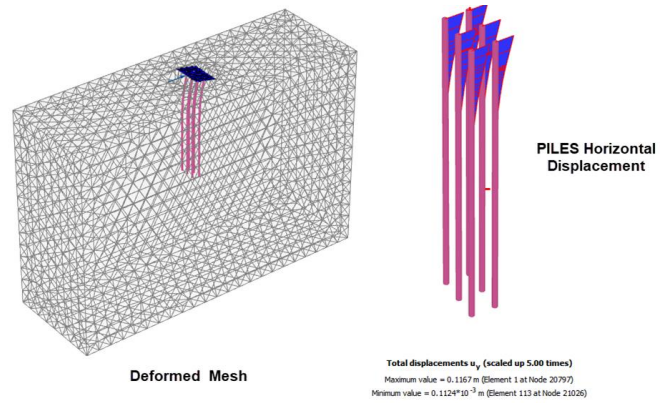 PILES Horizontal
Displacement
Deformed Mesh
Total displacements uy (scaled up 5.00 times)
Maximum value = 0.1167 m (Element 1 at Node 20797)
Minimum value = 0.1124*10-3 m (Element 113 at Node 21026)